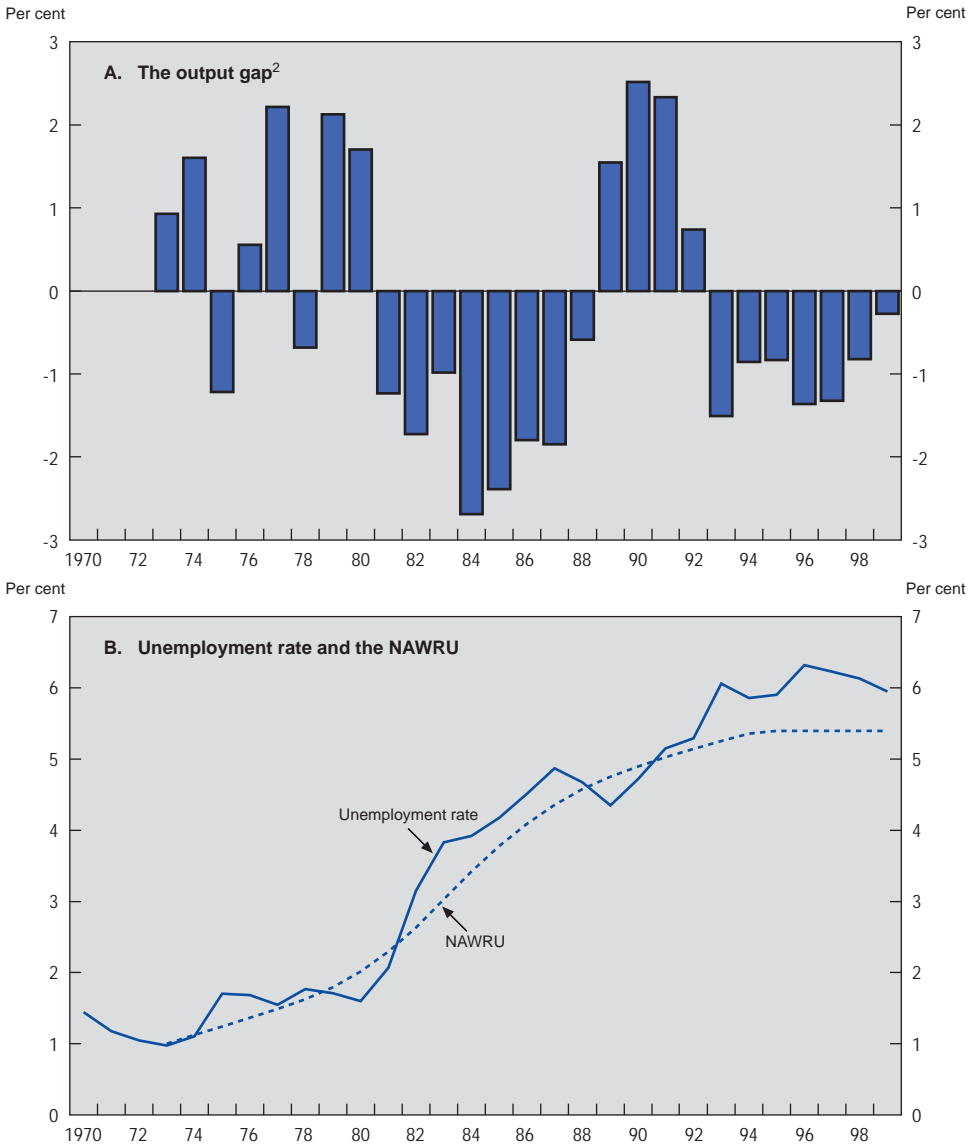 Per cent Per cent
3 3
A. The output gap²
2 2
1 1
0 0
-1 -1
-2 -2
-3 -3
1970 72 74 76 78 80 82 84 86 88 90 92 94 96 98
Per cent Per cent
7 7
B. Unemployment rate and the NAWRU
6 6
5 5
Unemployment rate
4 4
3 3
NAWRU
2 2
1 1
0 0
1970 72 74 76 78 80 82 84 86 88 90 92 94 96 98